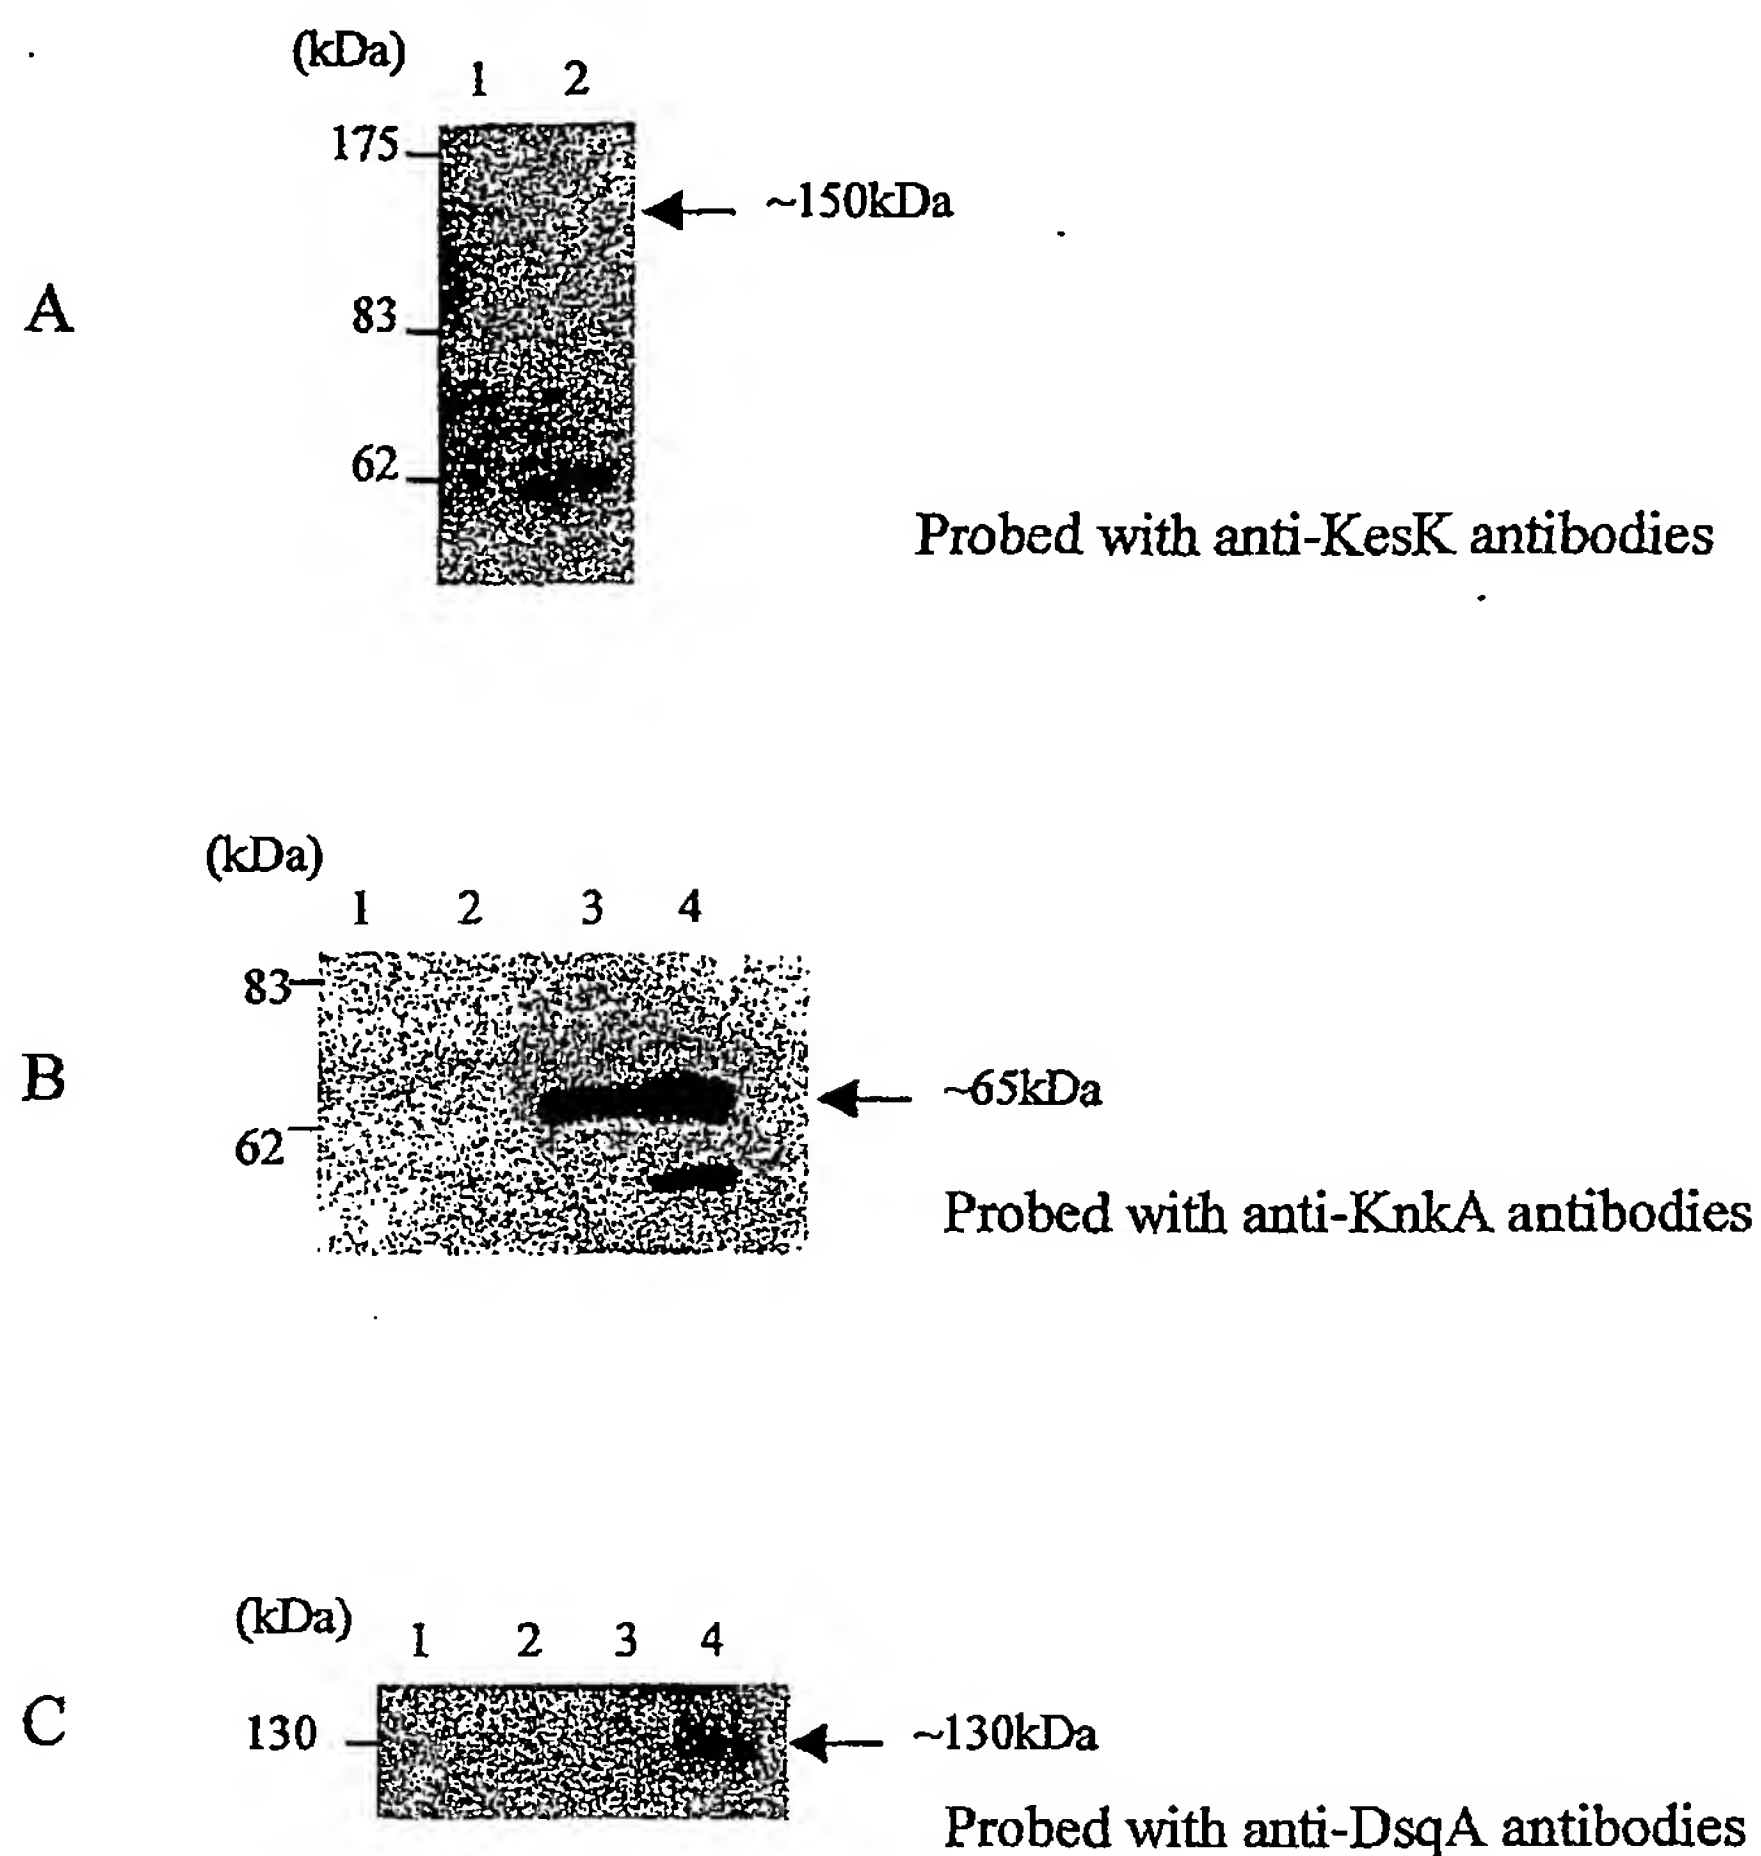 (kDa)
1 2
175
~150kDa
A
83
62
Probed with anti-KesK antibodies
(kDa)
1 2 3 4
83
B
~65kDa
62
Probed with anti-KnkA antibodies
(kDa)
1 2 3 4
C
130
~130kDa
Probed with anti-DsqA antibodies